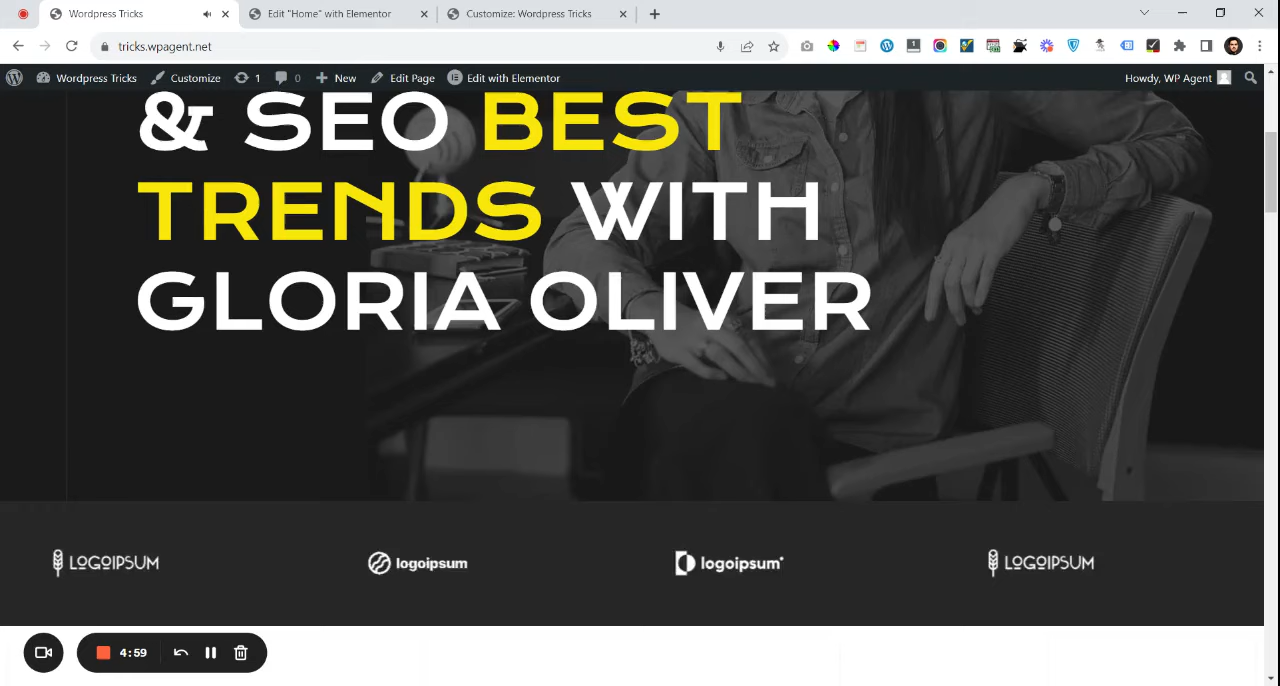 Wordpress Tricks
Edit "Home" with Elementor
Customize: Wordpress Tricks
tricks.wpagent.net
Wordpress Tricks
Customize
1
0
New
Edit Page
Edit with Elementor
Howdy, WP Agent
& SEO BEST
TRENDS WITH
GLORIA OLIVER
LOGOIPSUM
logoipsum
logoipsum
LOGOIPSUM
4:59